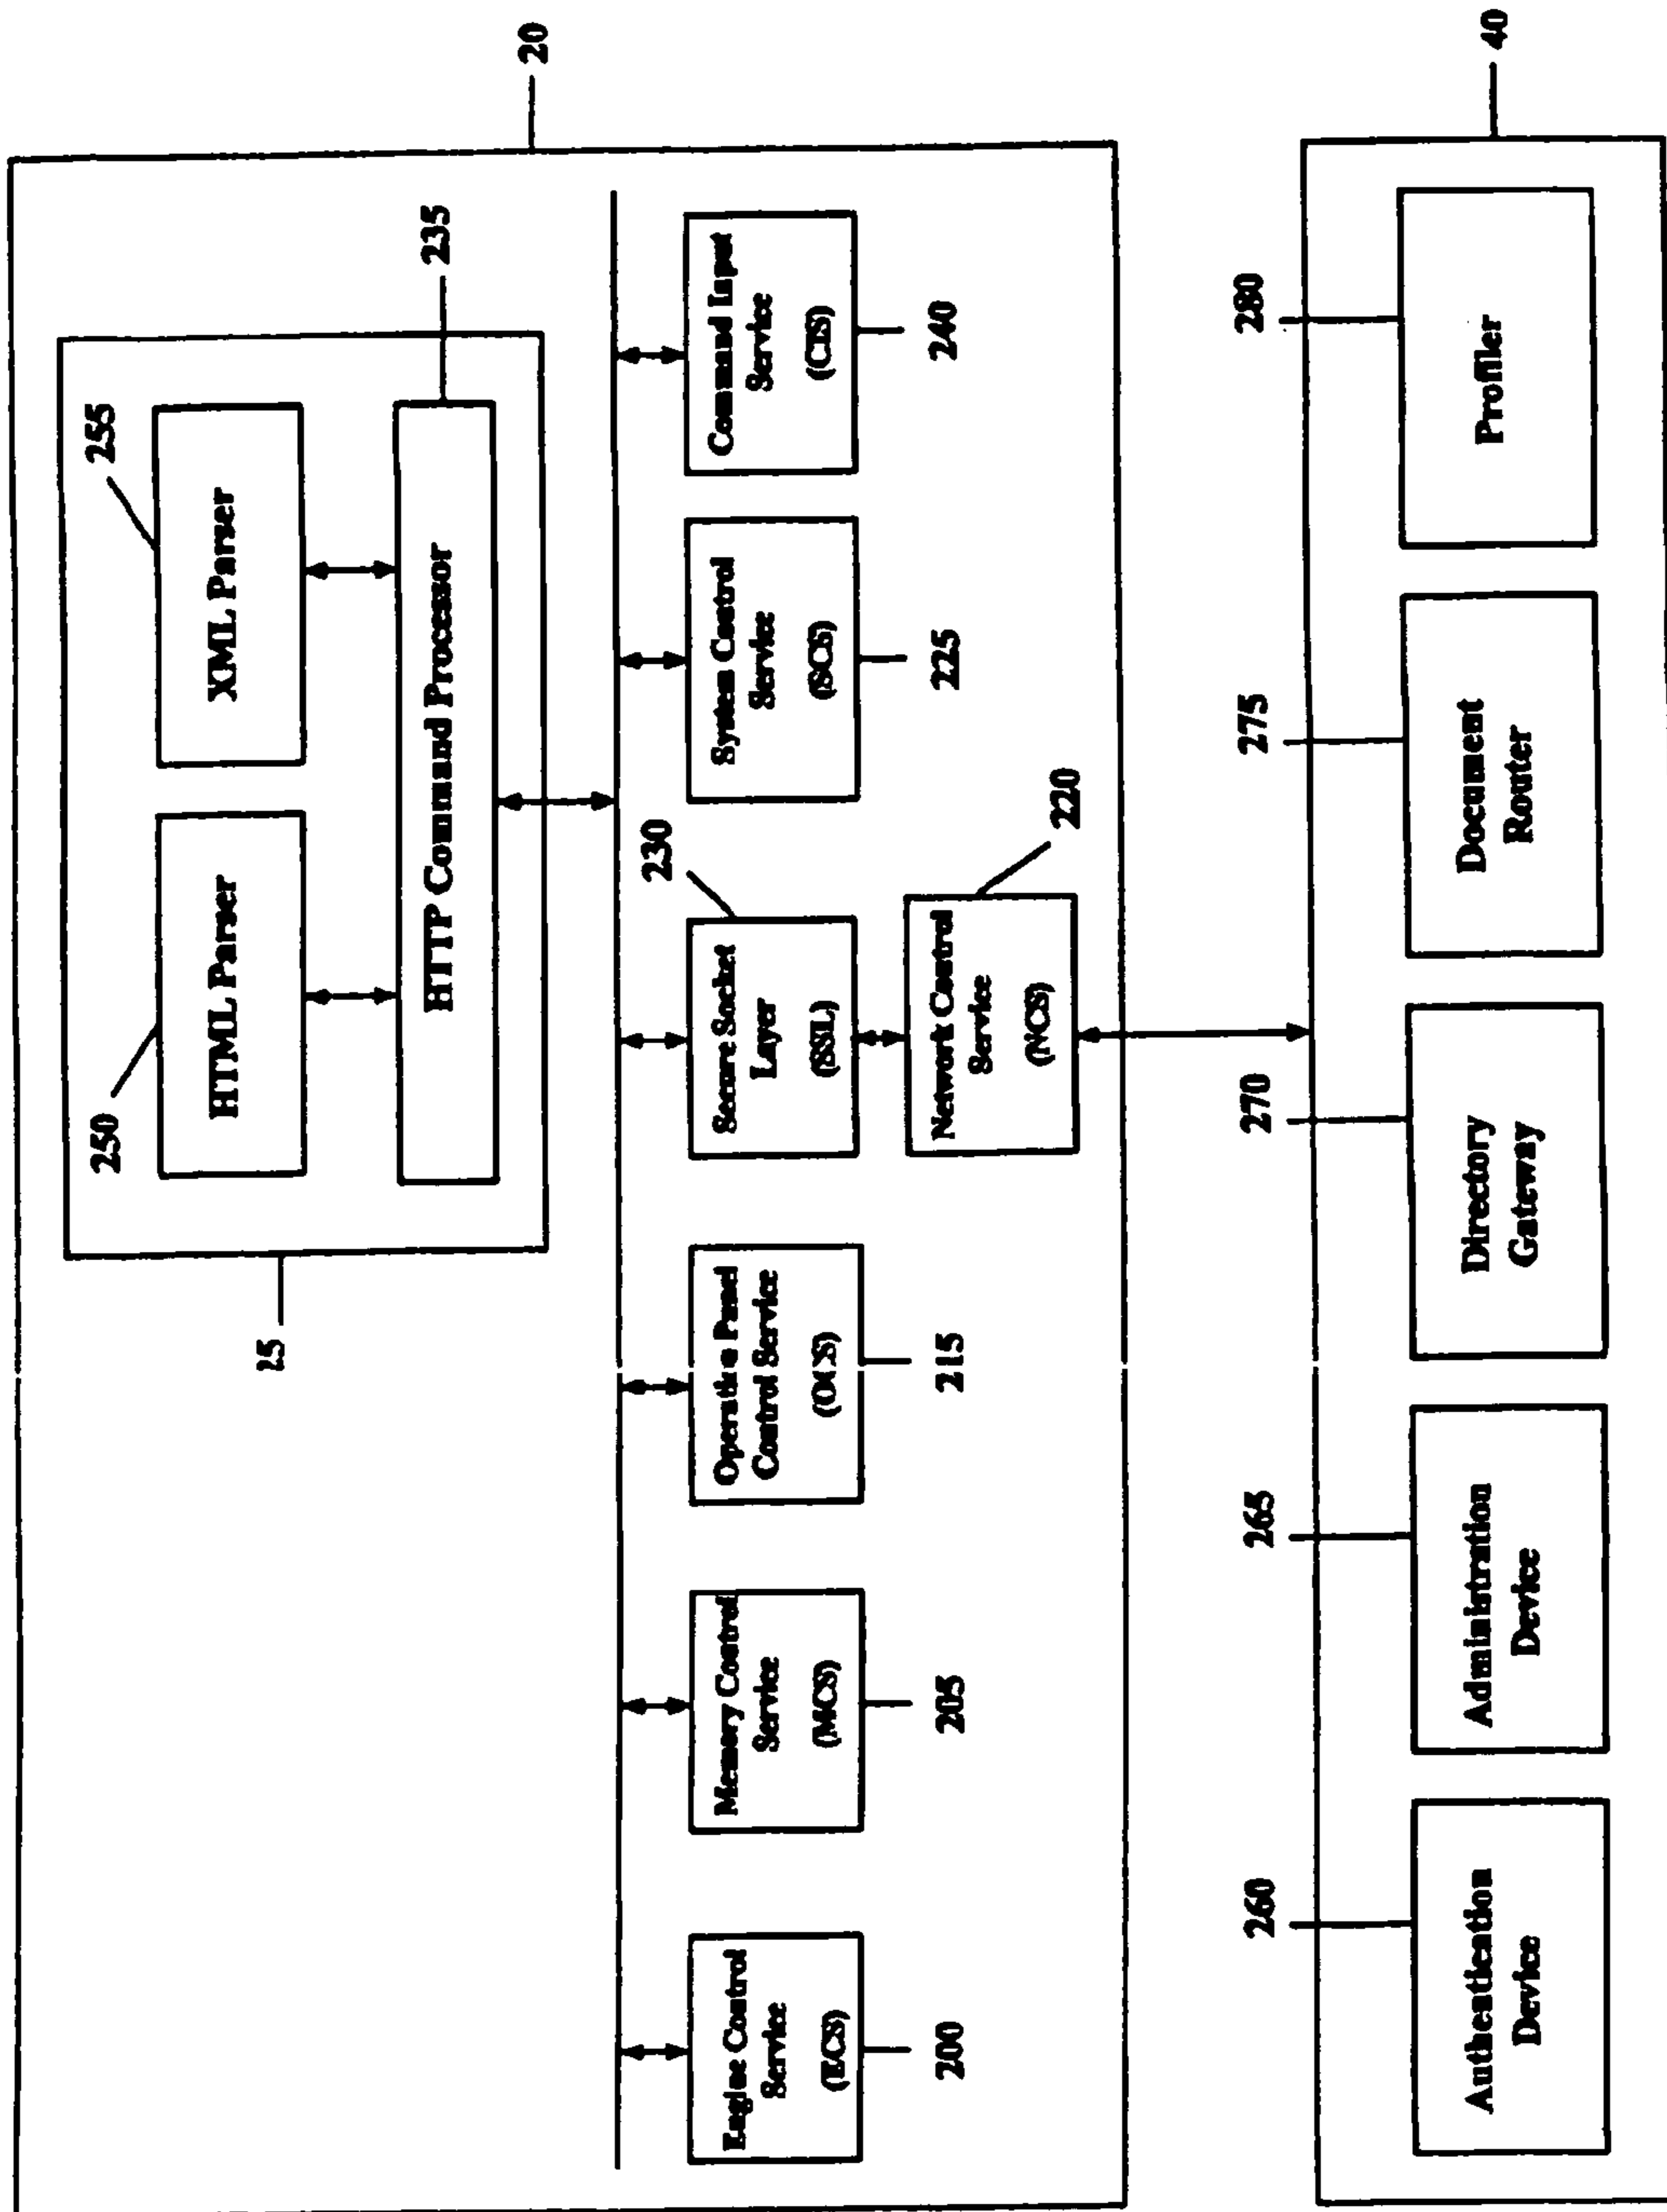 20
255
XML Parser
235
HTML Parser
250
HTTP Command Processor
25
Engine Control
Service
(ECS)
200
Memory Control
Service
(MCS)
205
Operation Panel
Control Service
(OCS)
215
Secure Socket
Layer
(SSL)
230
Network Control
Service
(NCS)
220
System Control
Service
(SCS)
225
Command Input
Service
(CIS)
240
40
Authentication
Device
260
Administration
Device
265
Directory
Gateway
270
Document
Router
275
Profiler
280